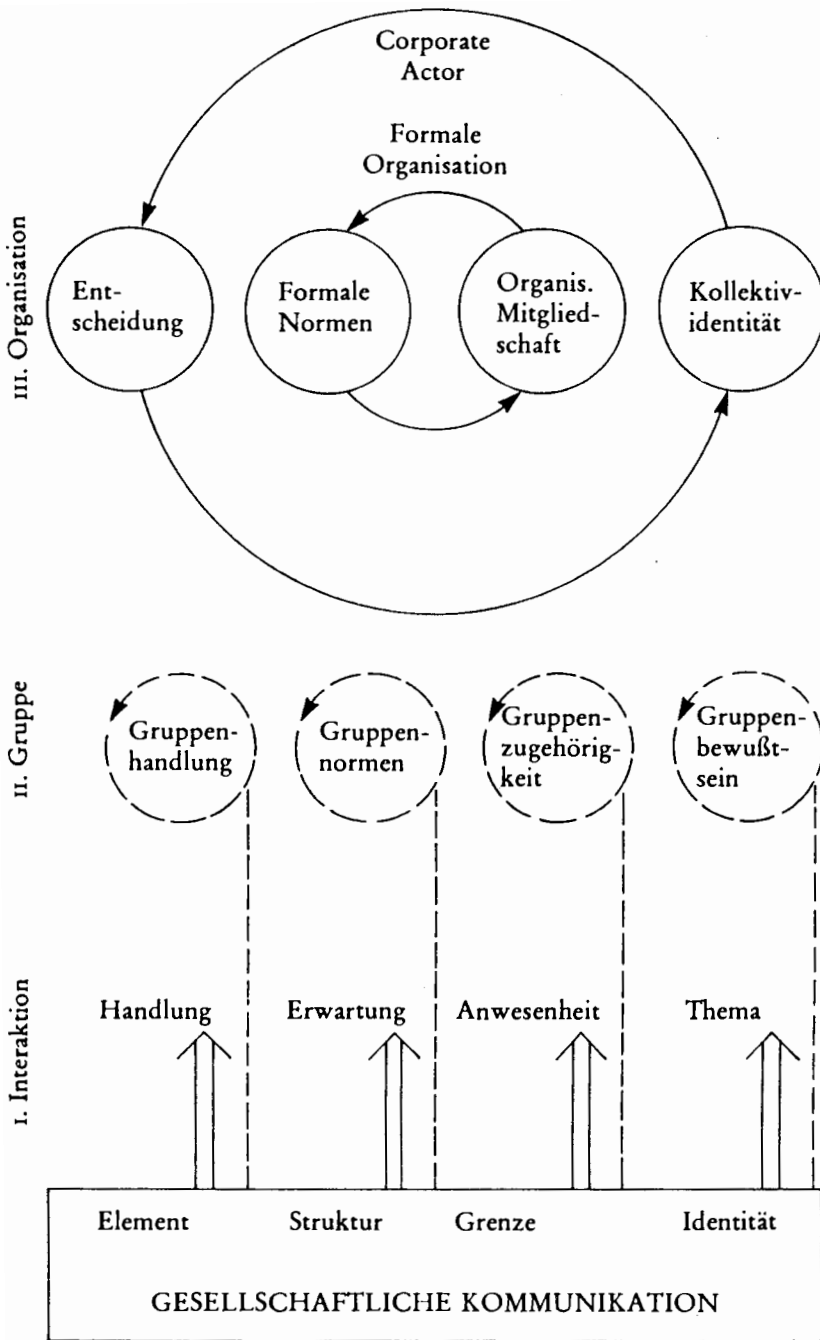 Corporate
Actor
Formale
Organisation
III. Organisation
Ent-
scheidung
Formale
Normen
Organis.
Mitglied-
schaft
Kollektiv-
identität
II. Gruppe
Gruppen-
handlung
Gruppen-
normen
Gruppen-
zugehörig-
keit
Gruppen-
bewußt-
sein
I. Interaktion
Handlung
Erwartung
Anwesenheit
Thema
Element
Struktur
Grenze
Identität
GESELLSCHAFTLICHE KOMMUNIKATION